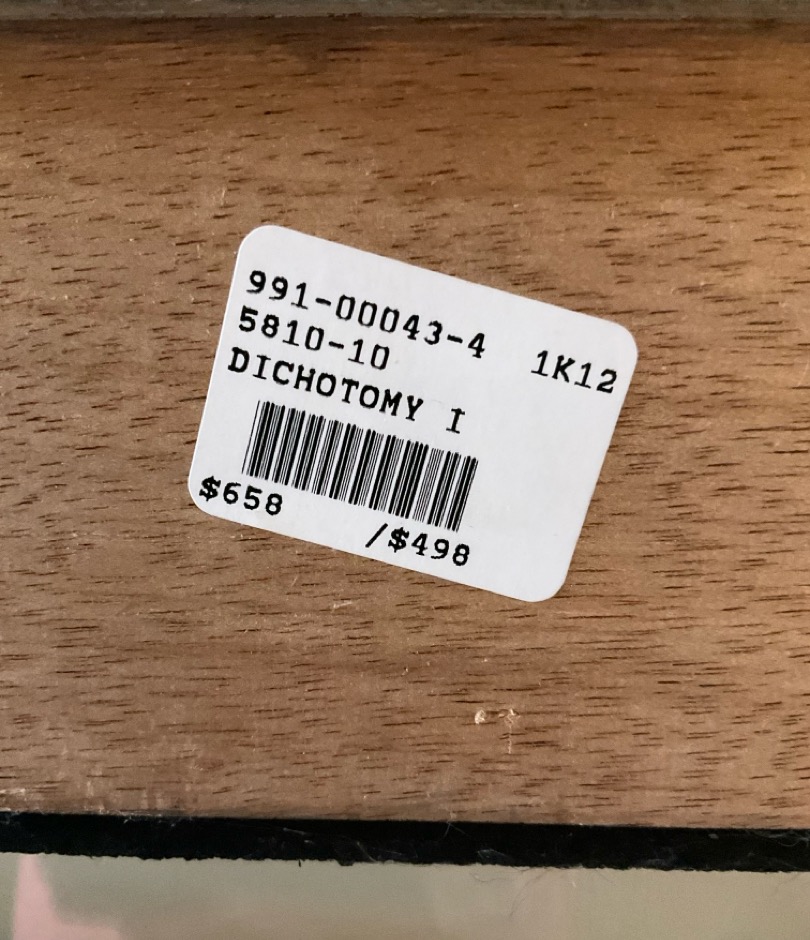 991-00043-4 1K12
5810-10
DICHOTOMY I
$658 /$498